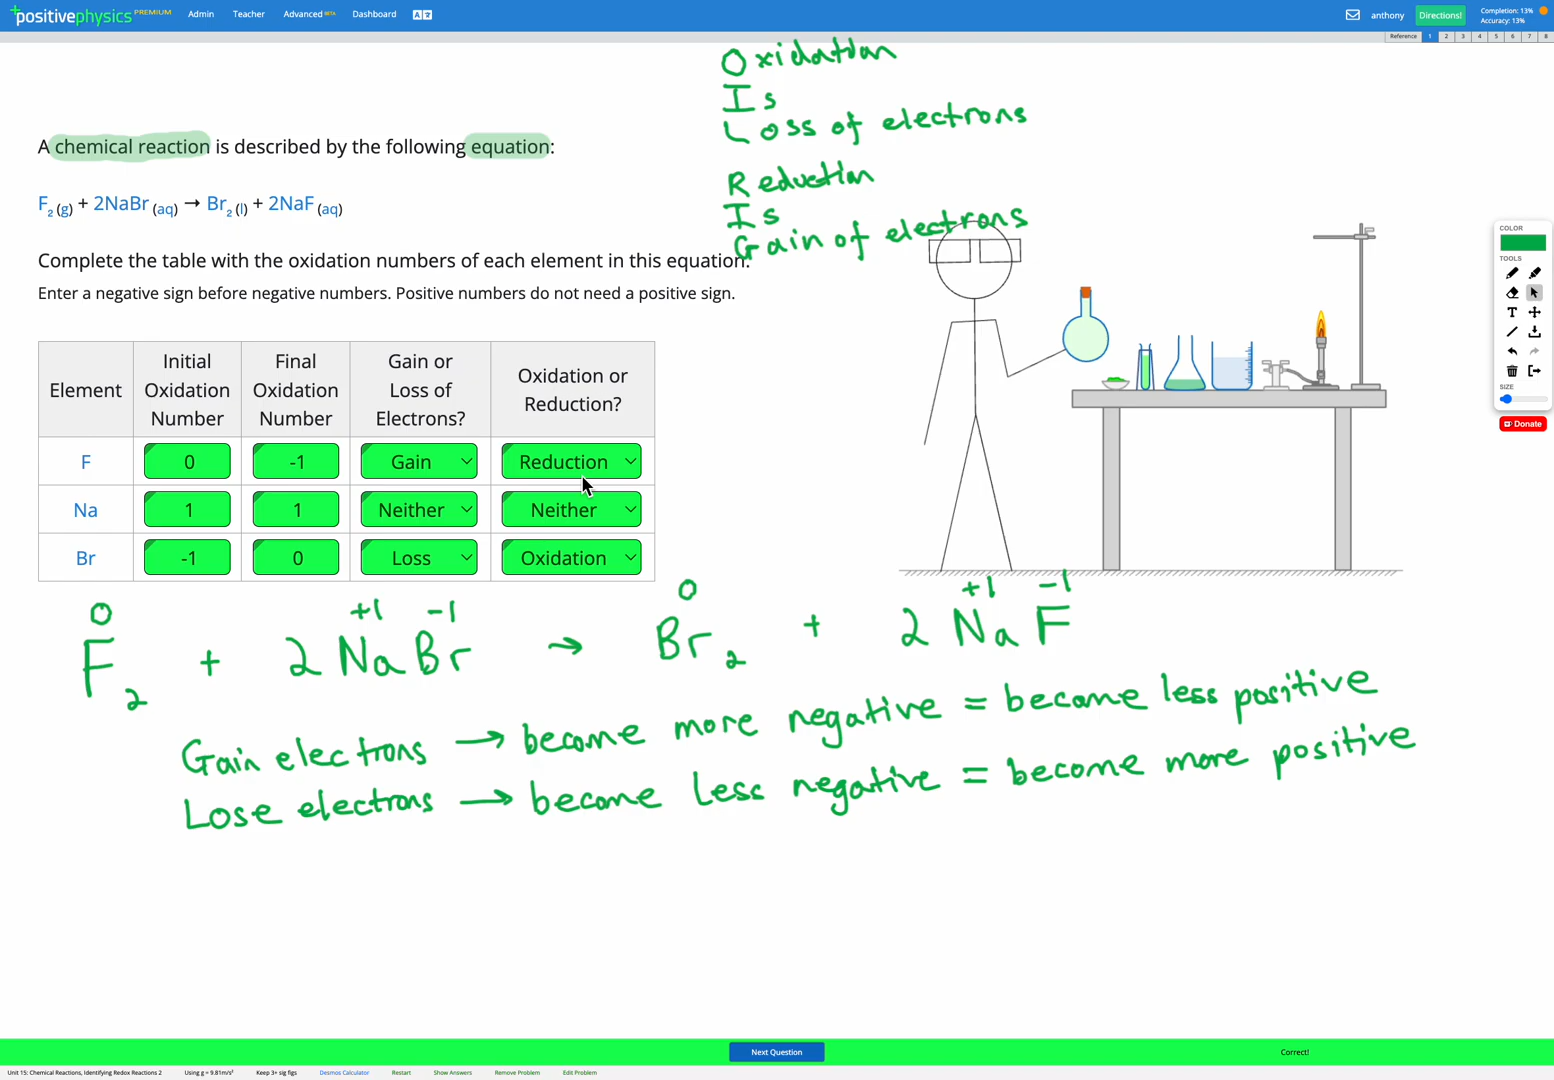 positivephysics PREMIUM Admin Teacher Advanced BETA Dashboard anthony Directions! Completion: 13%
Accuracy: 13%
Reference 1 2 3 4 5 6 7 8
Oxidation
Is
Loss of electrons
Reduction
Is
Gain of electrons
A chemical reaction is described by the following equation:
F2 (g) + 2NaBr (aq) → Br2 (l) + 2NaF (aq)
Complete the table with the oxidation numbers of each element in this equation.
Enter a negative sign before negative numbers. Positive numbers do not need a positive sign.
Element Initial Oxidation Number Final Oxidation Number Gain or Loss of Electrons? Oxidation or Reduction?
F 0 -1 Gain Reduction
Na 1 1 Neither Neither
Br -1 0 Loss Oxidation
COLOR
TOOLS
T
SIZE
Donate
0 +1 -1 0 +1 -1
F2 + 2NaBr → Br2 + 2NaF
Gain electrons → become more negative = become less positive
Lose electrons → become less negative = become more positive
Next Question Correct!
Unit 15: Chemical Reactions, Identifying Redox Reactions 2 Using g = 9.81m/s² Keep 3+ sig figs Desmos Calculator Restart Show Answers Remove Problem Edit Problem